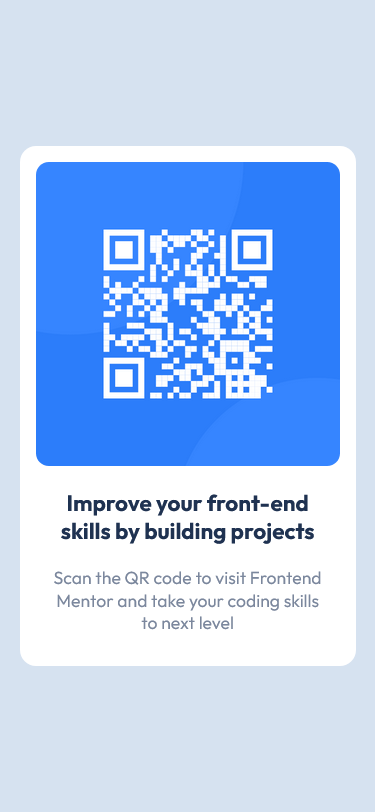 Improve your front-end
skills by building projects
Scan the QR code to visit Frontend
Mentor and take your coding skills
to next level